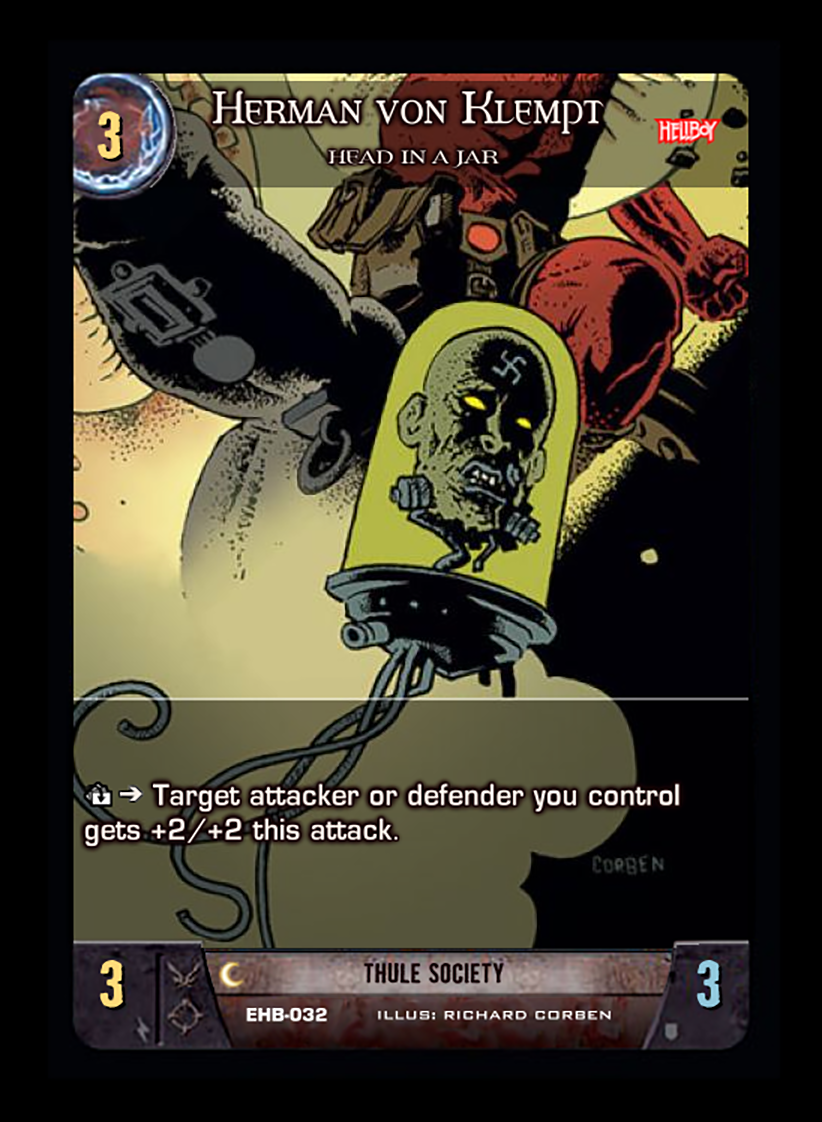 3
Herman von Klempt
HELLBOY
HEAD IN A JAR
→ Target attacker or defender you control
gets +2/+2 this attack.
CORBEN
3
THULE SOCIETY
3
EHB-032
ILLUS: RICHARD CORBEN